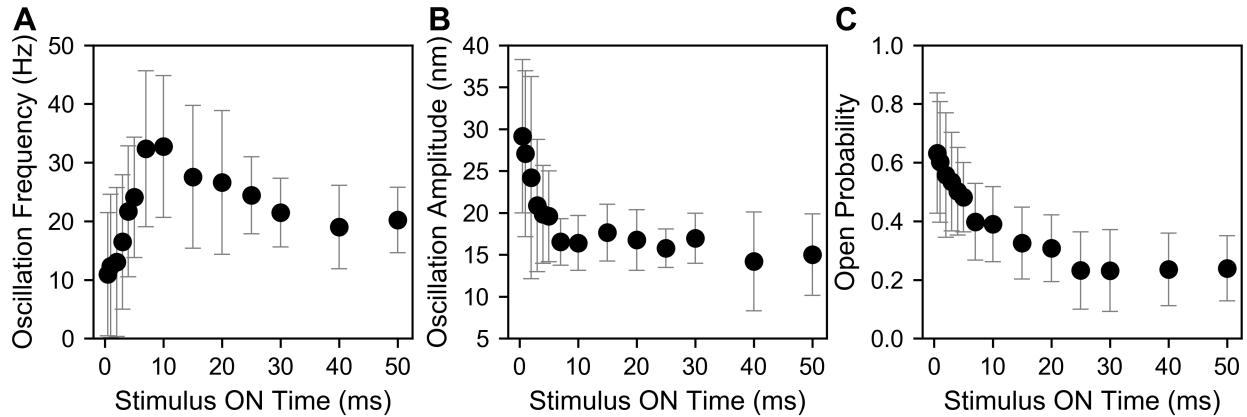 A
Oscillation Frequency (Hz)
50
40
30
20
10
0
0 10 20 30 40 50
Stimulus ON Time (ms)
B
Oscillation Amplitude (nm)
40
35
30
25
20
15
10
5
0 10 20 30 40 50
Stimulus ON Time (ms)
C
Open Probability
1.0
0.8
0.6
0.4
0.2
0.0
0 10 20 30 40 50
Stimulus ON Time (ms)